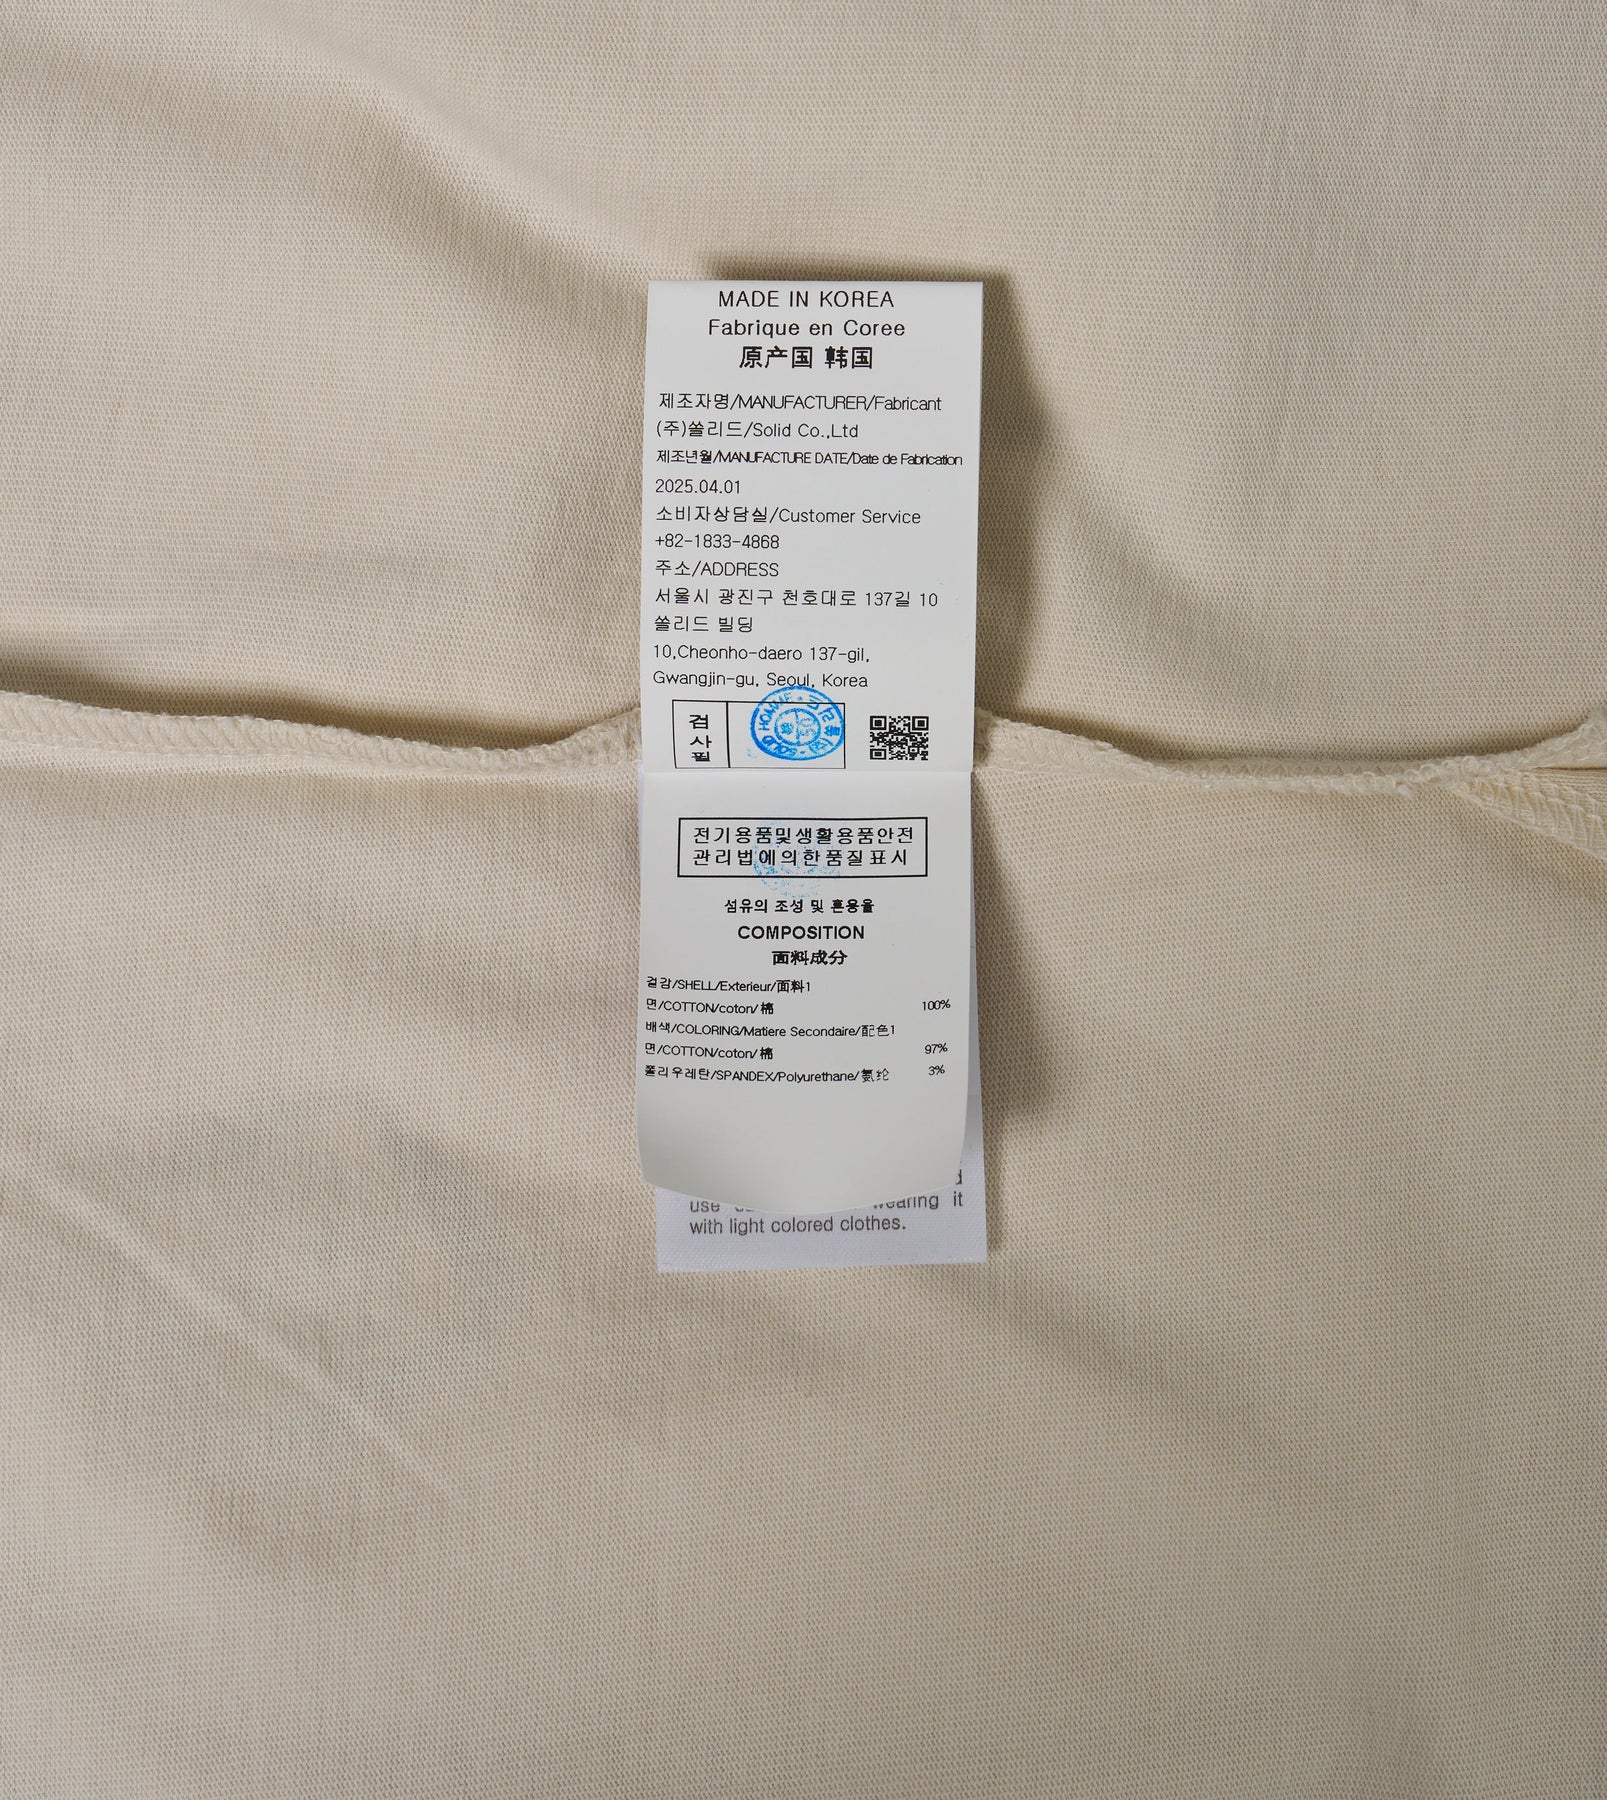 MADE IN KOREA
Fabrique en Coree
原产国 韩国
제조자명/MANUFACTURER/Fabricant
(주)쏠리드/Solid Co.,Ltd
제조년월/MANUFACTURE DATE/Date de Fabrication
2025.04.01
소비자상담실/Customer Service
+82-1833-4868
주소/ADDRESS
서울시 광진구 천호대로 137길 10
쏠리드 빌딩
10,Cheonho-daero 137-gil,
Gwangjin-gu, Seoul, Korea
검
사
필
전기용품및생활용품안전
관리법에의한품질표시
섬유의 조성 및 혼용율
COMPOSITION
面料成分
겉감/SHELL/Exterieur/面料1
면/COTTON/coton/棉 100%
배색/COLORING/Matiere Secondaire/配色1
면/COTTON/coton/棉 97%
폴리우레탄/SPANDEX/Polyurethane/氨纶 3%
use wearing it
with light colored clothes.